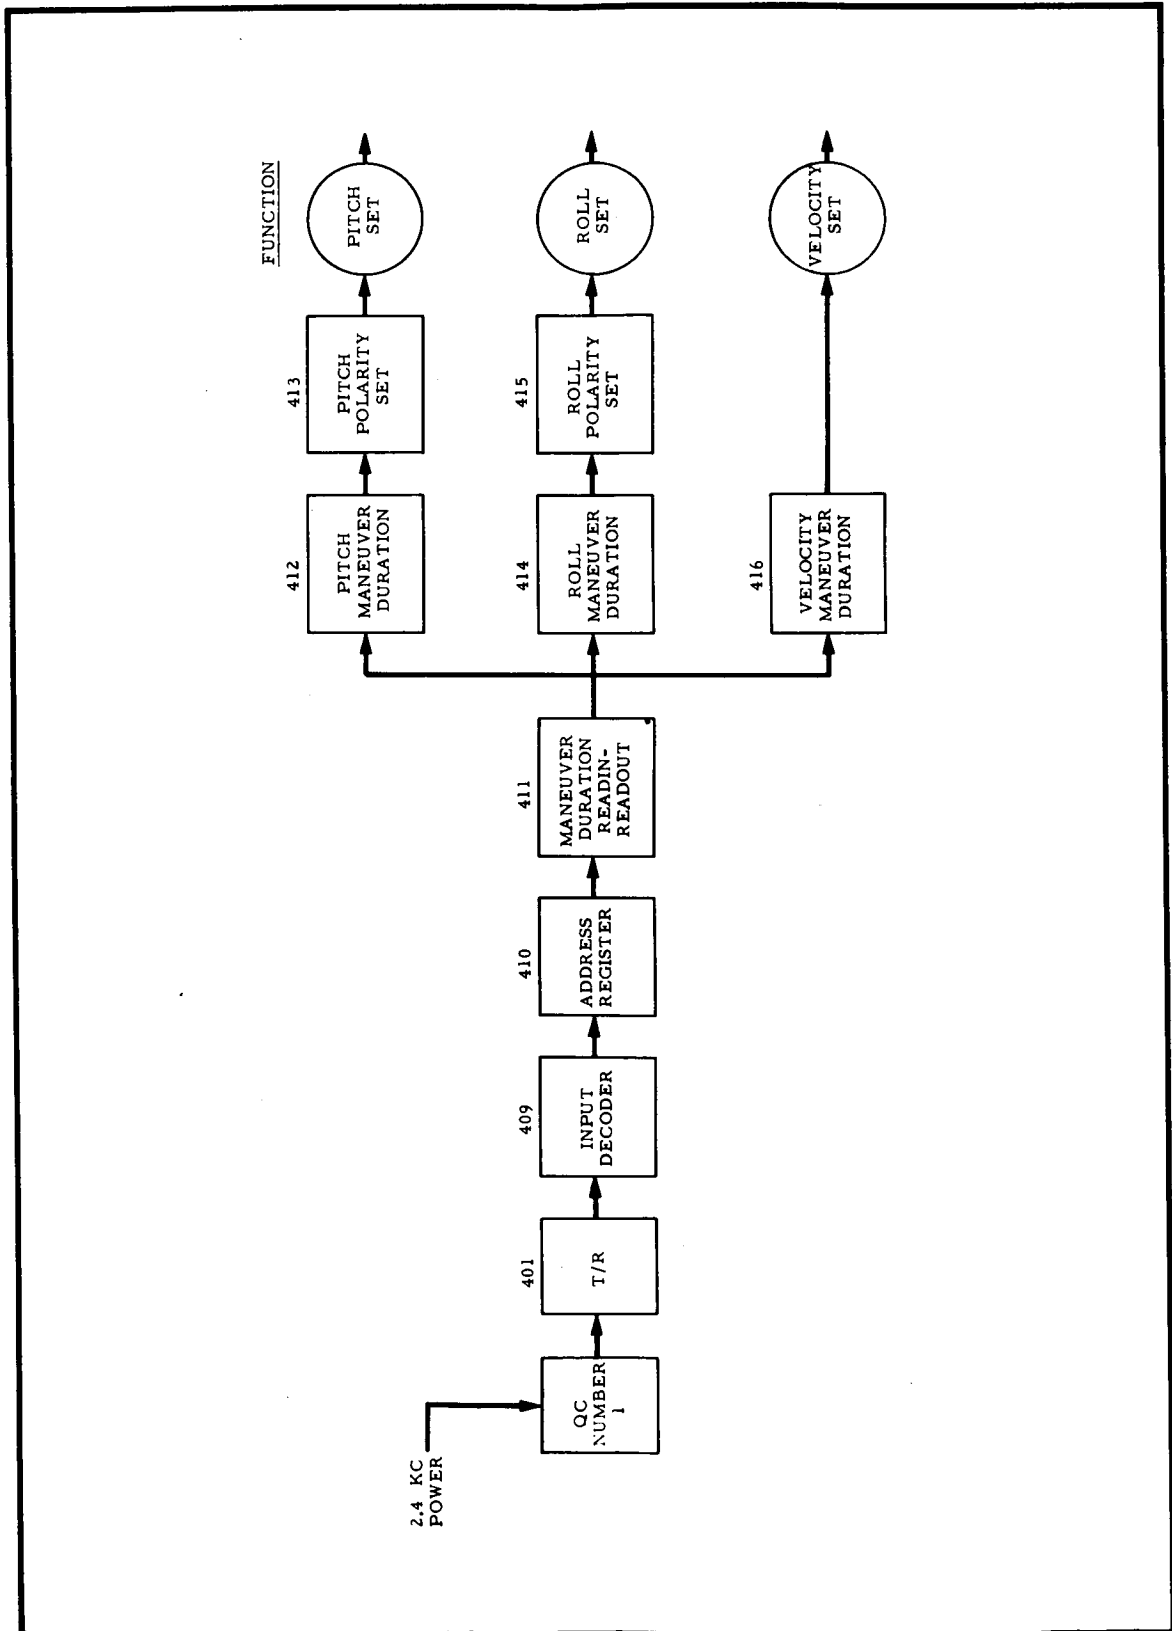 FUNCTION
413
PITCH
POLARITY
SET
PITCH
SET
412
PITCH
MANEUVER
DURATION
415
ROLL
POLARITY
SET
ROLL
SET
414
ROLL
MANEUVER
DURATION
VELOCITY
SET
416
VELOCITY
MANEUVER
DURATION
411
MANEUVER
DURATION
READIN-
READOUT
410
ADDRESS
REGISTER
409
INPUT
DECODER
401
T/R
QC
NUMBER
1
2.4 KC
POWER